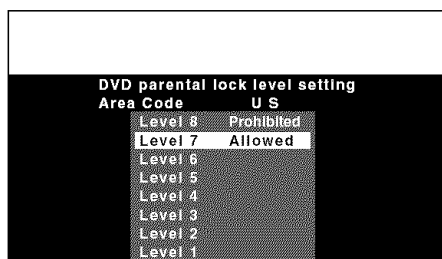 DVD parental lock level setting
Area Code U S
Level 8 Prohibited
Level 7 Allowed
Level 6
Level 5
Level 4
Level 3
Level 2
Level 1